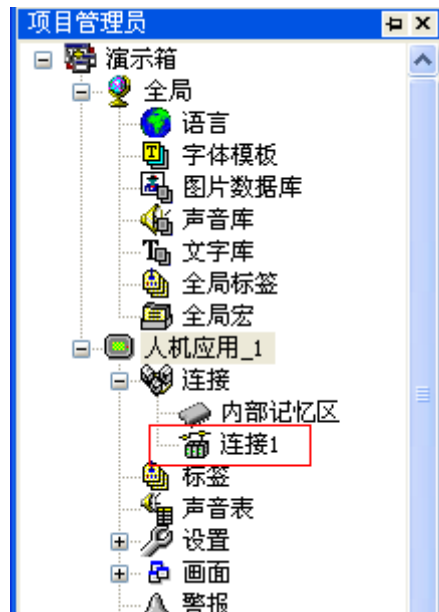 项目管理员
演示箱
全局
语言
字体模板
图片数据库
声音库
文字库
全局标签
全局宏
人机应用_1
连接
内部记忆区
连接1
标签
声音表
设置
画面
警报